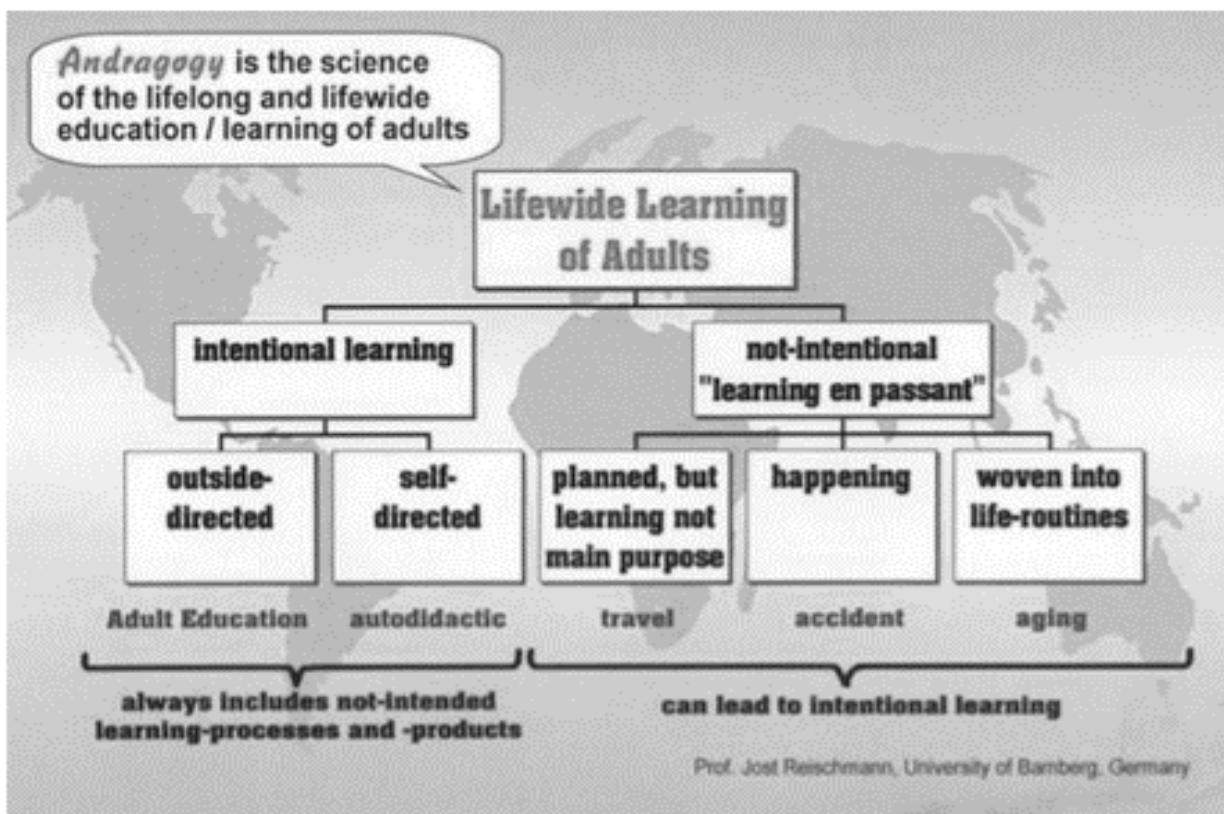 Andragogy is the science
of the lifelong and lifewide
education / learning of adults
Lifewide Learning
of Adults
intentional learning
not-intentional
"learning en passant"
outside-
directed
self-
directed
planned, but
learning not
main purpose
happening
woven into
life-routines
Adult Education
autodidactic
travel
accident
aging
always includes not-intended
learning-processes and -products
can lead to intentional learning
Prof. Jost Reischmann, University of Bamberg, Germany